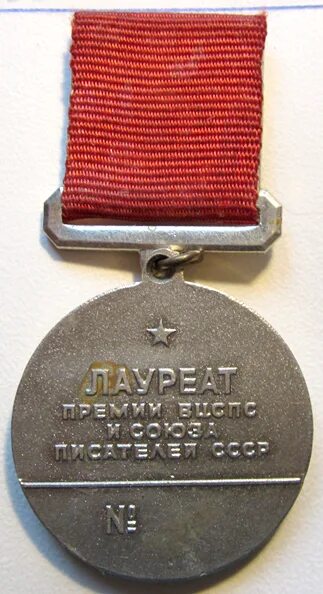 ЛАУРЕАТ
ПРЕМИИ ВЦСПС
И СОЮЗА
ПИСАТЕЛЕЙ СССР
№